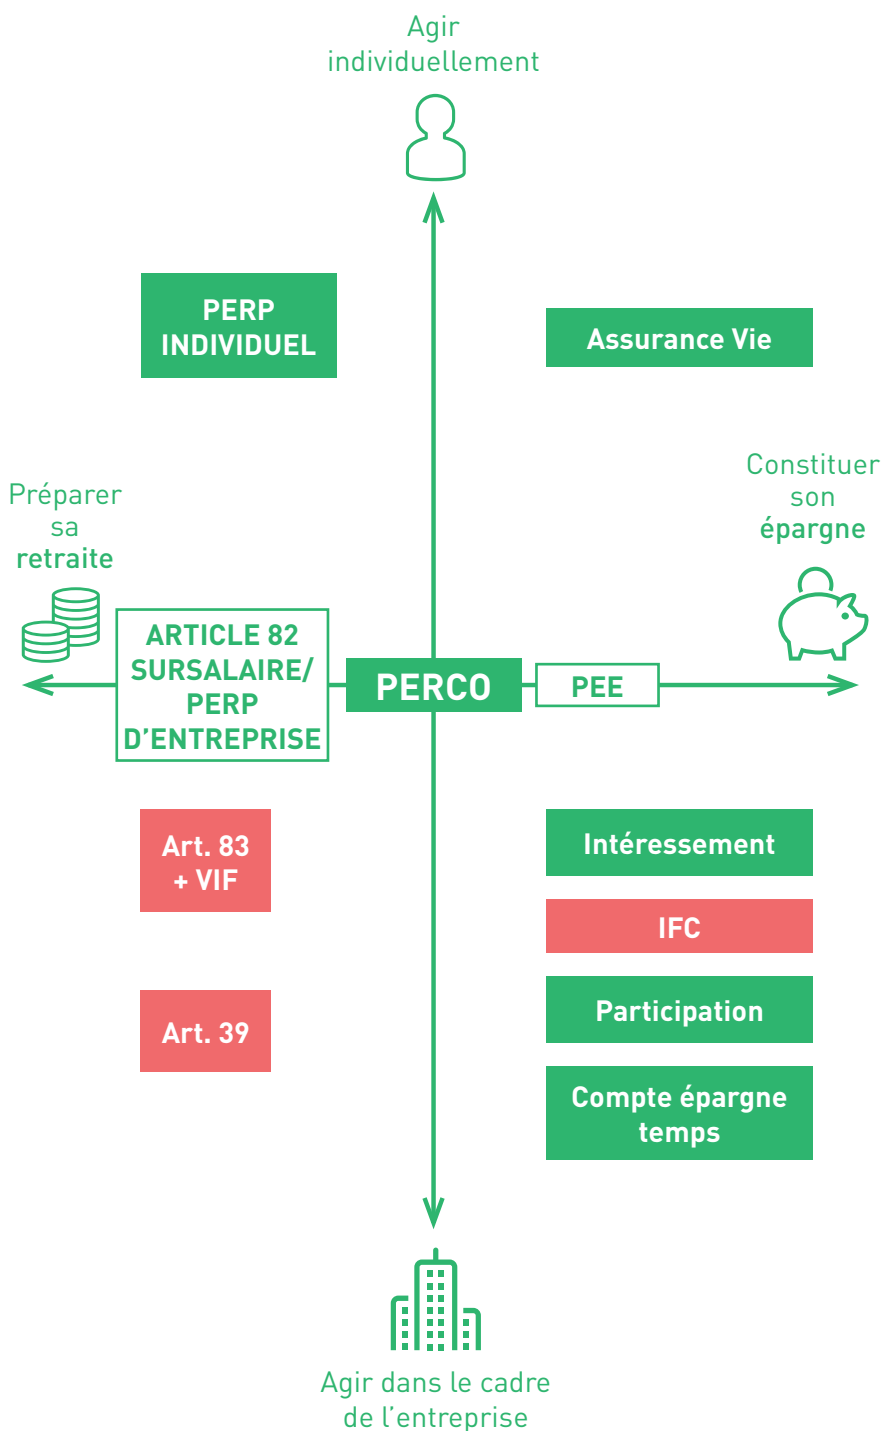 Agir
individuellement
PERP
INDIVIDUEL
Assurance Vie
Préparer
sa
retraite
Constituer
son
épargne
ARTICLE 82
SURSALAIRE/
PERP
D'ENTREPRISE
PERCO
PEE
Art. 83
+ VIF
Art. 39
Intéressement
IFC
Participation
Compte épargne
temps
Agir dans le cadre
de l'entreprise